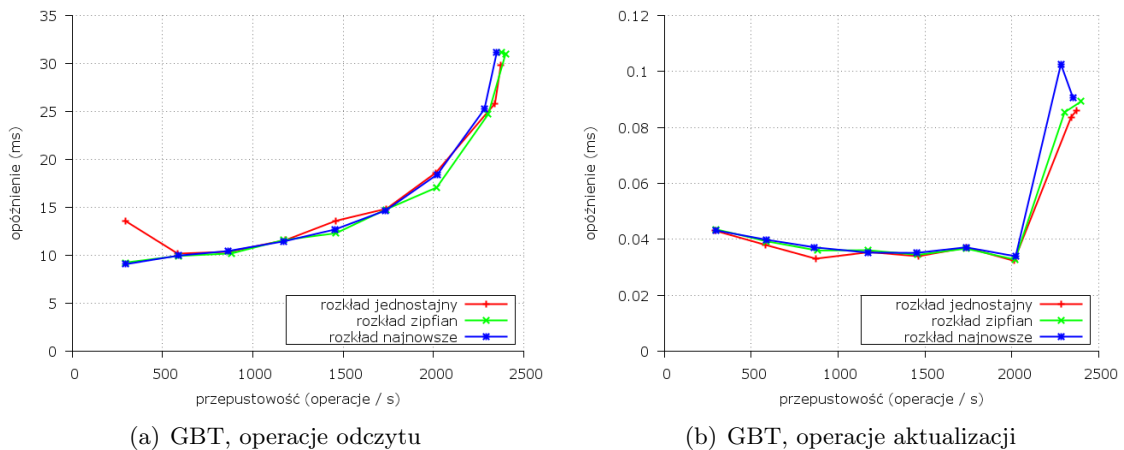 35
30
25
20
15
10
5
0
opóźnienie (ms)
rozkład jednostajny
rozkład zipfian
rozkład najnowsze
0 500 1000 1500 2000 2500
przepustowość (operacje / s)
(a) GBT, operacje odczytu
0.12
0.1
0.08
0.06
0.04
0.02
0
opóźnienie (ms)
rozkład jednostajny
rozkład zipfian
rozkład najnowsze
0 500 1000 1500 2000 2500
przepustowość (operacje / s)
(b) GBT, operacje aktualizacji